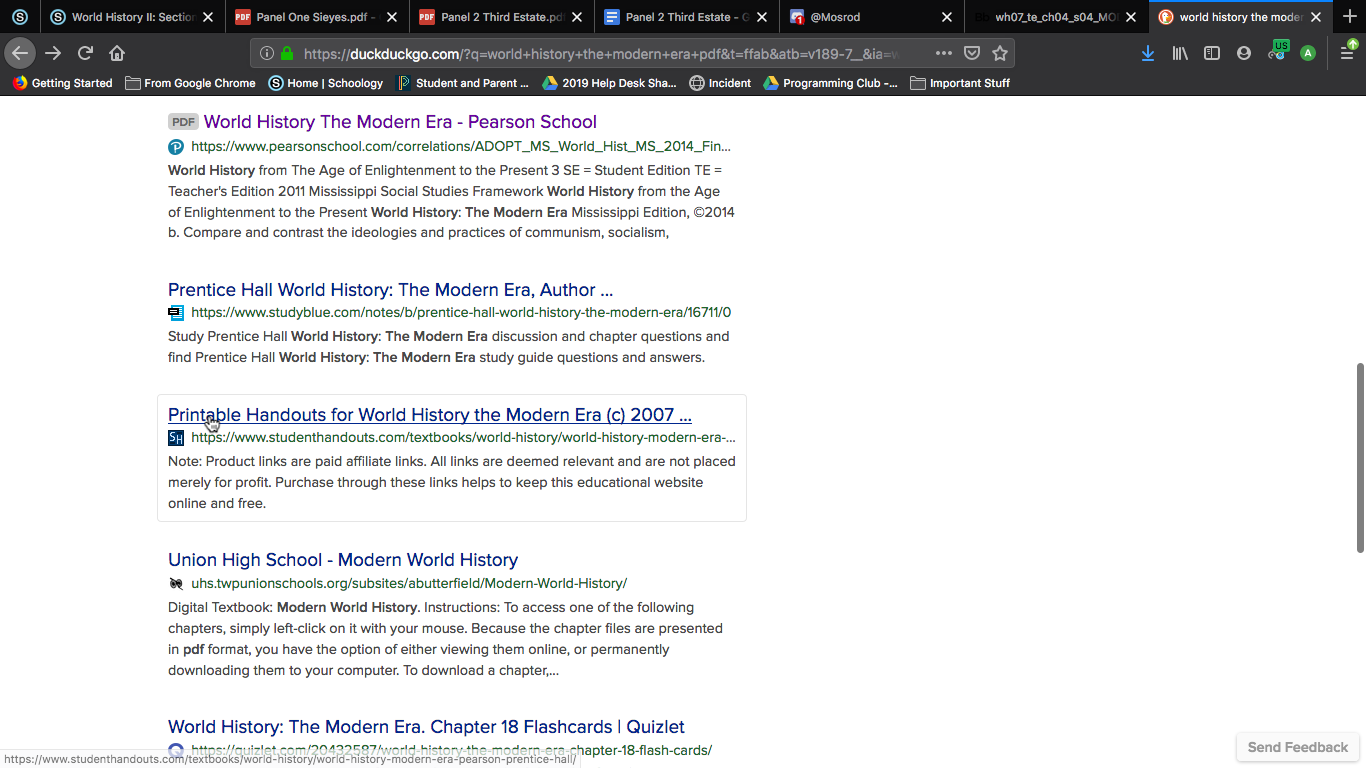 World History II: Section
Panel One Sieyes.pdf -
Panel 2 Third Estate.pdf
Panel 2 Third Estate - G
@Mosrod
wh07_te_ch04_s04_MO
world history the moder
https://duckduckgo.com/?q=world+history+the+modern+era+pdf&t=ffab&atb=v189-7__&ia=w
US
A
Getting Started
From Google Chrome
Home | Schoology
Student and Parent ...
2019 Help Desk Sha...
Incident
Programming Club -...
Important Stuff
PDF World History The Modern Era - Pearson School
https://www.pearsonschool.com/correlations/ADOPT_MS_World_Hist_MS_2014_Fin...
World History from The Age of Enlightenment to the Present 3 SE = Student Edition TE =
Teacher's Edition 2011 Mississippi Social Studies Framework World History from the Age
of Enlightenment to the Present World History: The Modern Era Mississippi Edition, ©2014
b. Compare and contrast the ideologies and practices of communism, socialism,
Prentice Hall World History: The Modern Era, Author ...
https://www.studyblue.com/notes/b/prentice-hall-world-history-the-modern-era/16711/0
Study Prentice Hall World History: The Modern Era discussion and chapter questions and
find Prentice Hall World History: The Modern Era study guide questions and answers.
Printable Handouts for World History the Modern Era (c) 2007 ...
SH https://www.studenthandouts.com/textbooks/world-history/world-history-modern-era-...
Note: Product links are paid affiliate links. All links are deemed relevant and are not placed
merely for profit. Purchase through these links helps to keep this educational website
online and free.
Union High School - Modern World History
uhs.twpunionschools.org/subsites/abutterfield/Modern-World-History/
Digital Textbook: Modern World History. Instructions: To access one of the following
chapters, simply left-click on it with your mouse. Because the chapter files are presented
in pdf format, you have the option of either viewing them online, or permanently
downloading them to your computer. To download a chapter,...
World History: The Modern Era. Chapter 18 Flashcards | Quizlet
https://quizlet.com/20432587/world-history-the-modern-era-chapter-18-flash-cards/
Send Feedback
https://www.studenthandouts.com/textbooks/world-history/world-history-modern-era-pearson-prentice-hall/